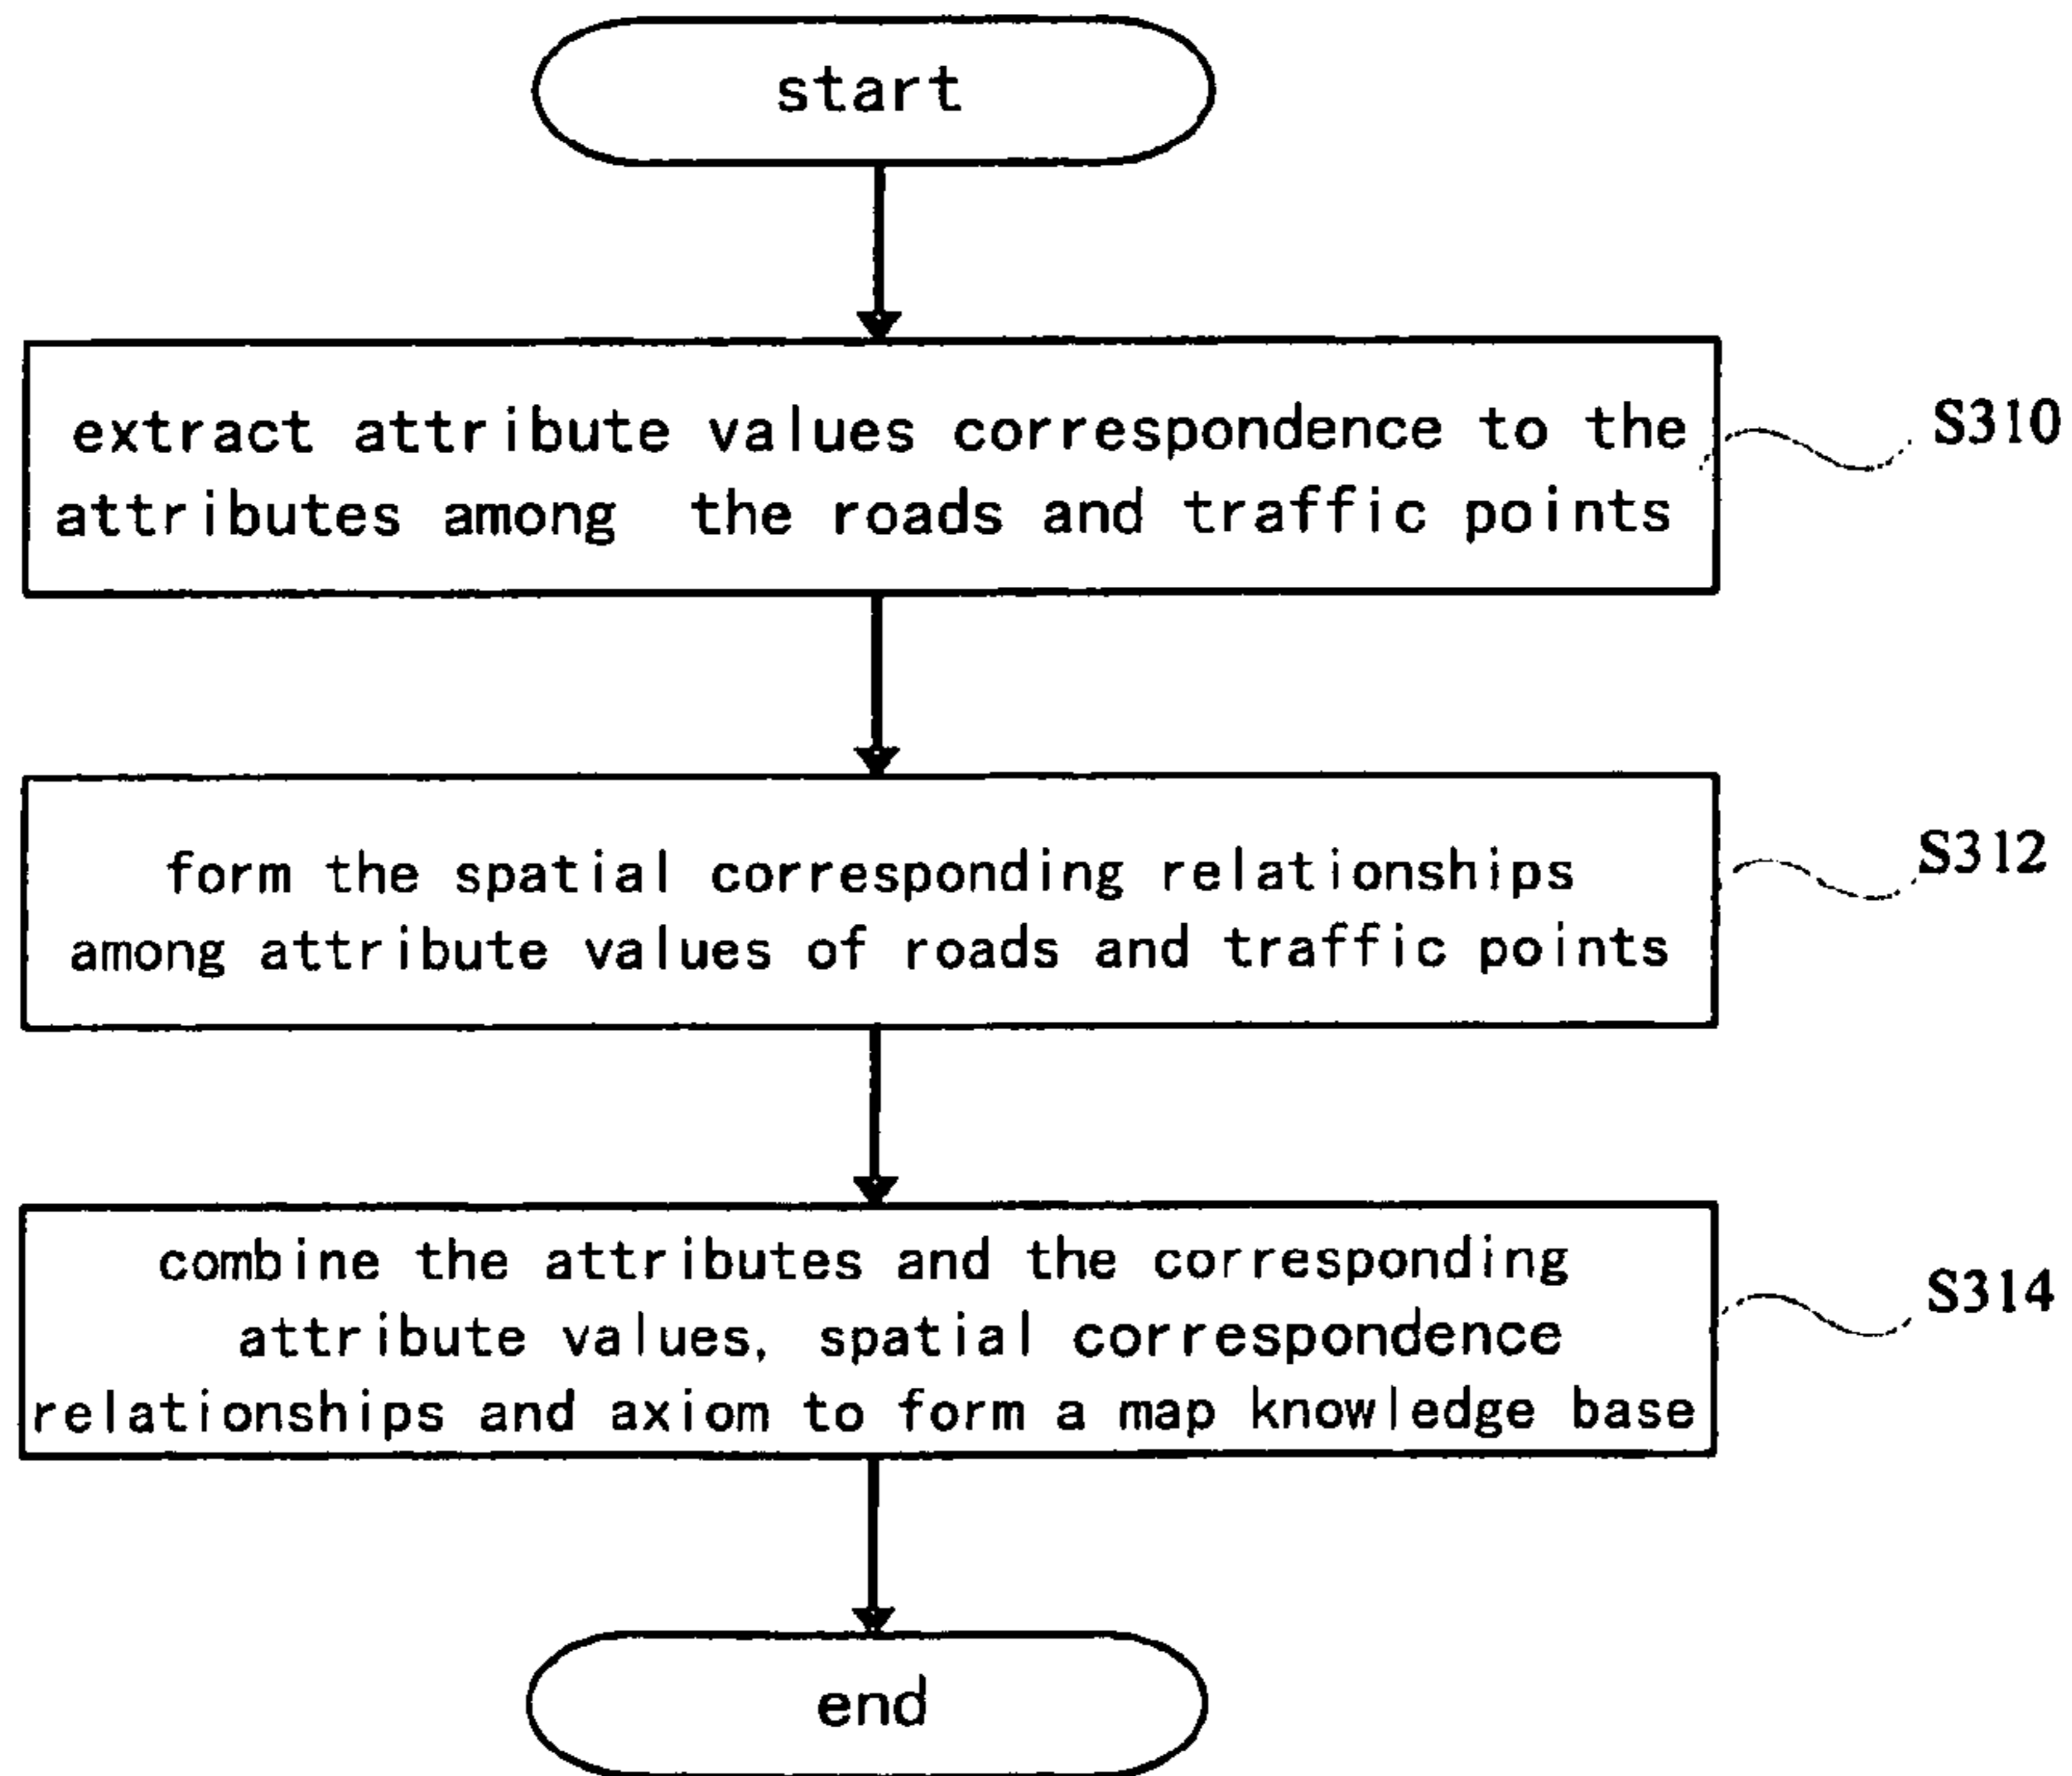 start
extract attribute values correspondence to the
attributes among the roads and traffic points
S310
form the spatial corresponding relationships
among attribute values of roads and traffic points
S312
combine the attributes and the corresponding
attribute values, spatial correspondence
relationships and axiom to form a map knowledge base
S314
end